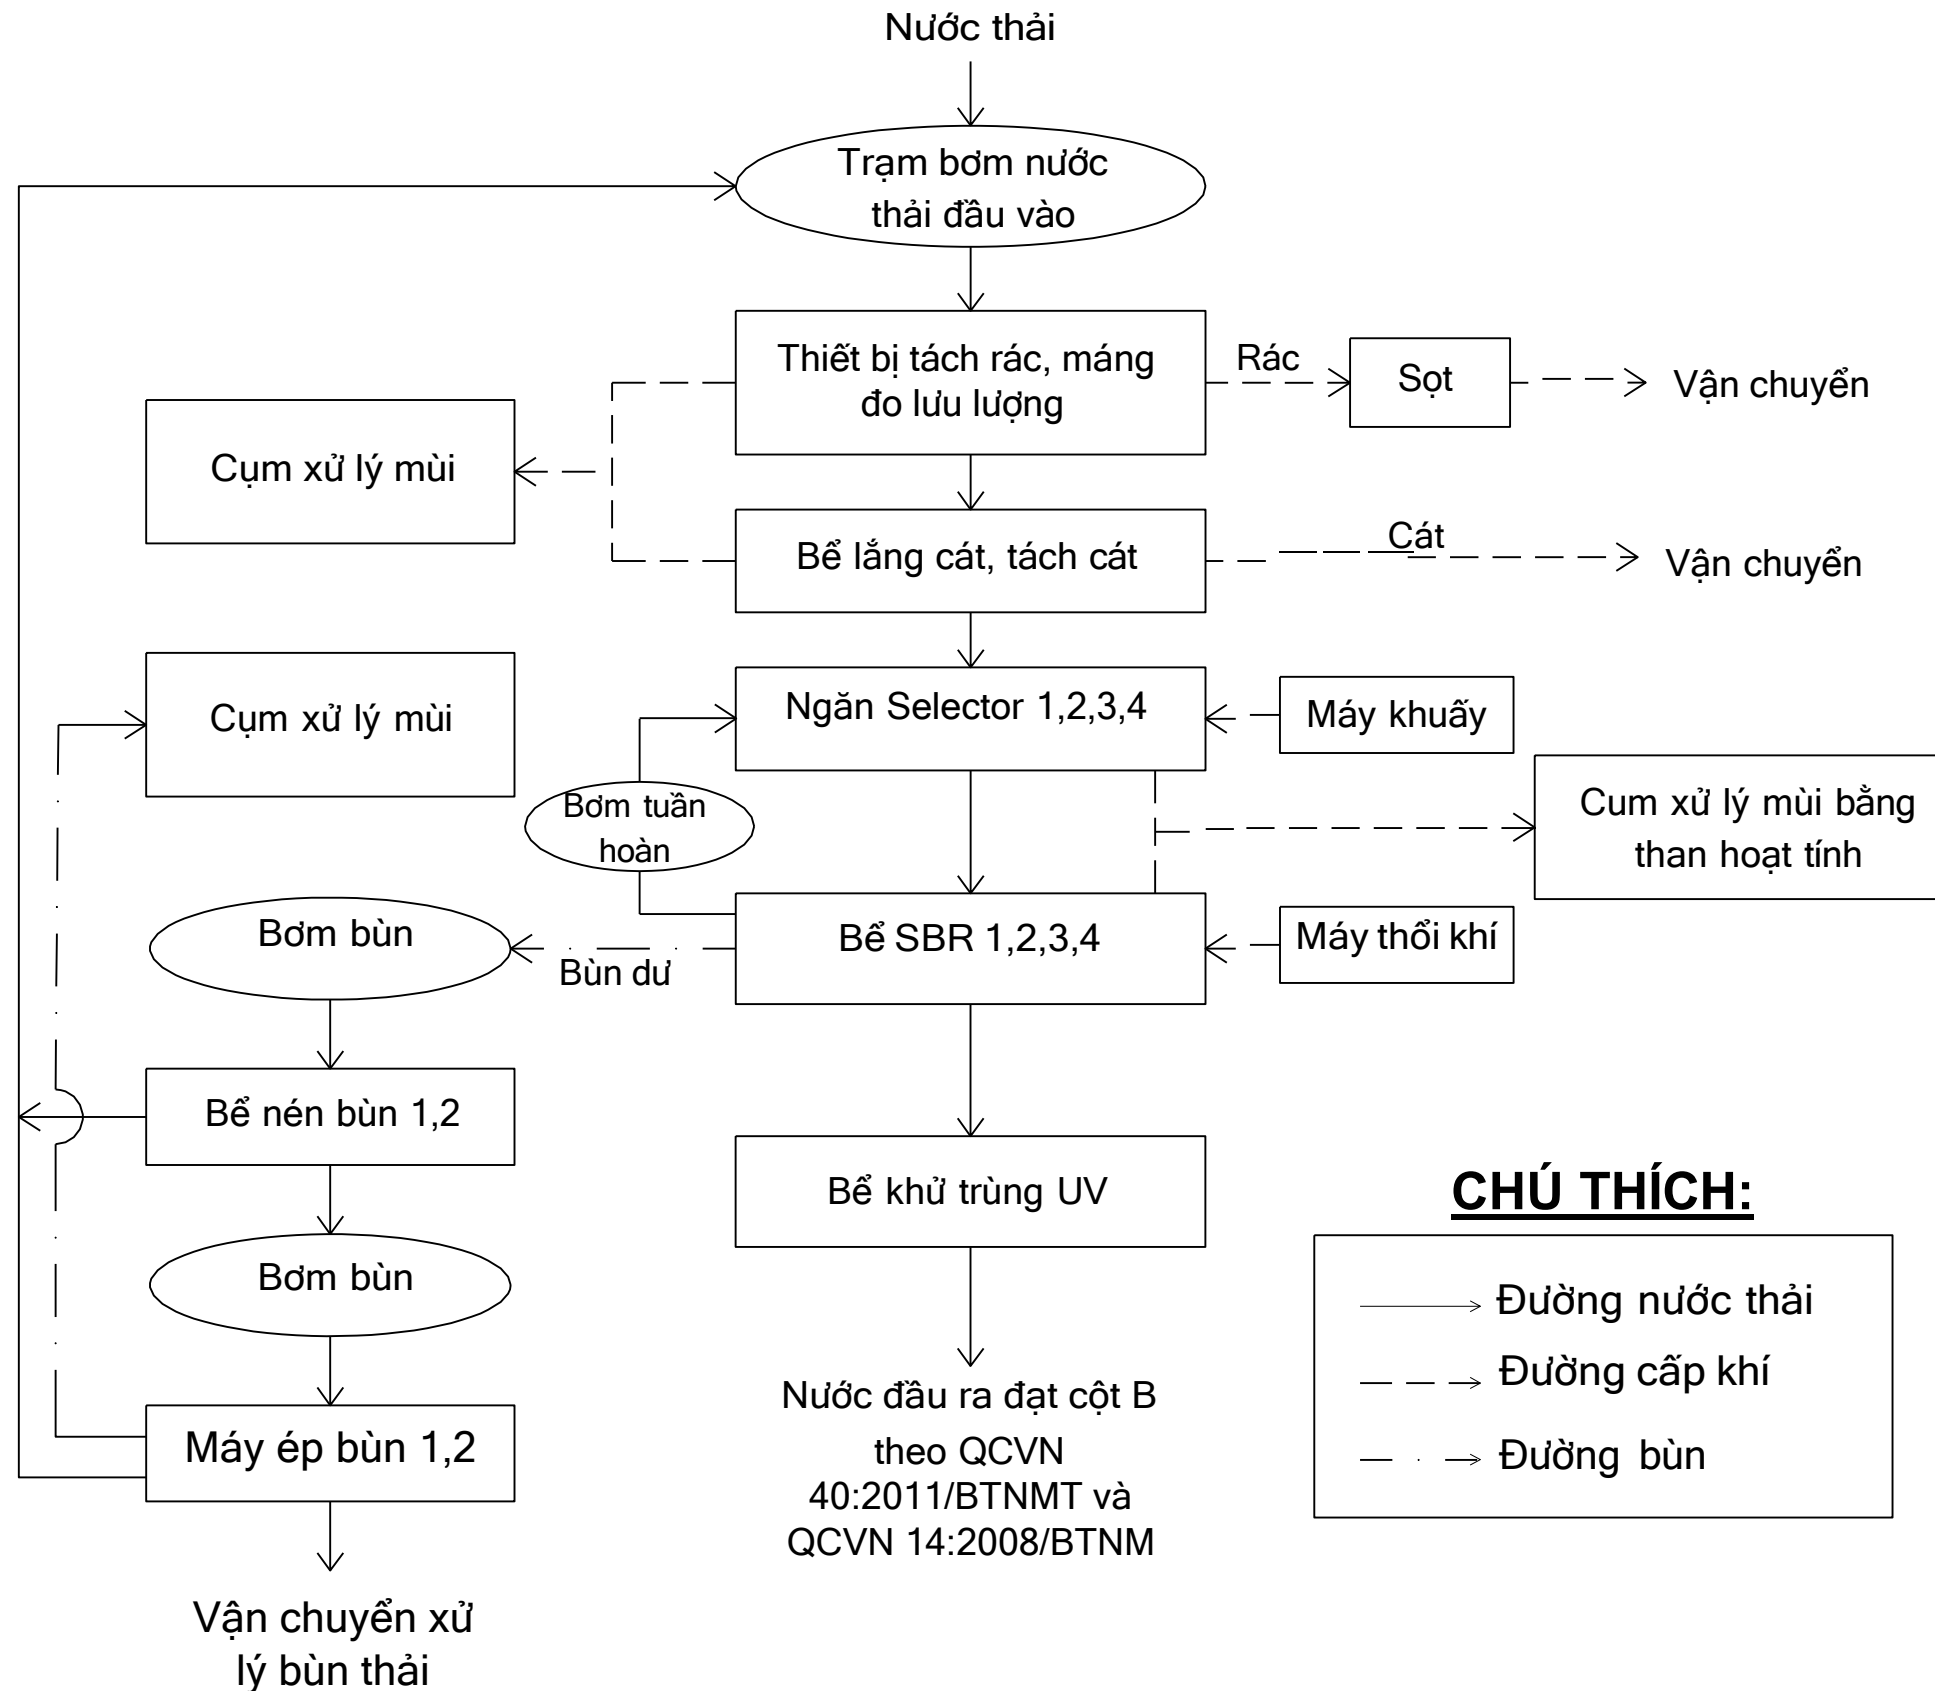 Nước thải
Trạm bơm nước
thải đầu vào
Thiết bị tách rác, máng
đo lưu lượng
Rác
Sọt
Vận chuyển
Cụm xử lý mùi
Bể lắng cát, tách cát
Cát
Vận chuyển
Cụm xử lý mùi
Ngăn Selector 1,2,3,4
Máy khuấy
Bơm tuần
hoàn
Cum xử lý mùi bằng
than hoạt tính
Bơm bùn
Bùn dư
Bể SBR 1,2,3,4
Máy thổi khí
Bể nén bùn 1,2
Bể khử trùng UV
Bơm bùn
Máy ép bùn 1,2
Nước đầu ra đạt cột B
theo QCVN
40:2011/BTNMT và
QCVN 14:2008/BTNM
Vận chuyển xử
lý bùn thải
CHÚ THÍCH:
Đường nước thải
Đường cấp khí
Đường bùn